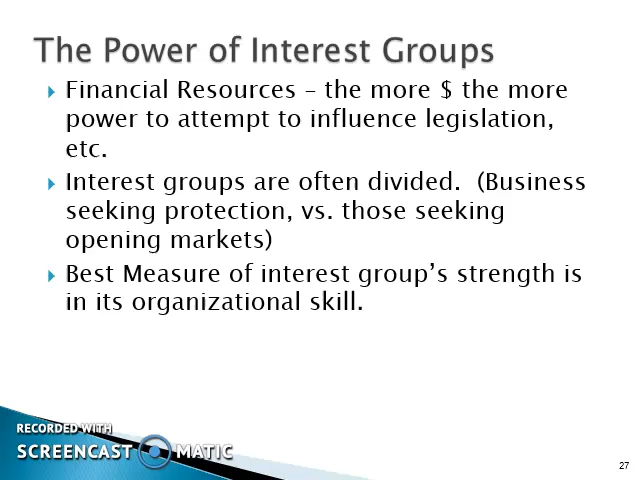 The Power of Interest Groups
Financial Resources – the more $ the more
power to attempt to influence legislation,
etc.
Interest groups are often divided.  (Business
seeking protection, vs. those seeking
opening markets)
Best Measure of interest group’s strength is
in its organizational skill.
RECORDED WITH
SCREENCAST MATIC
27